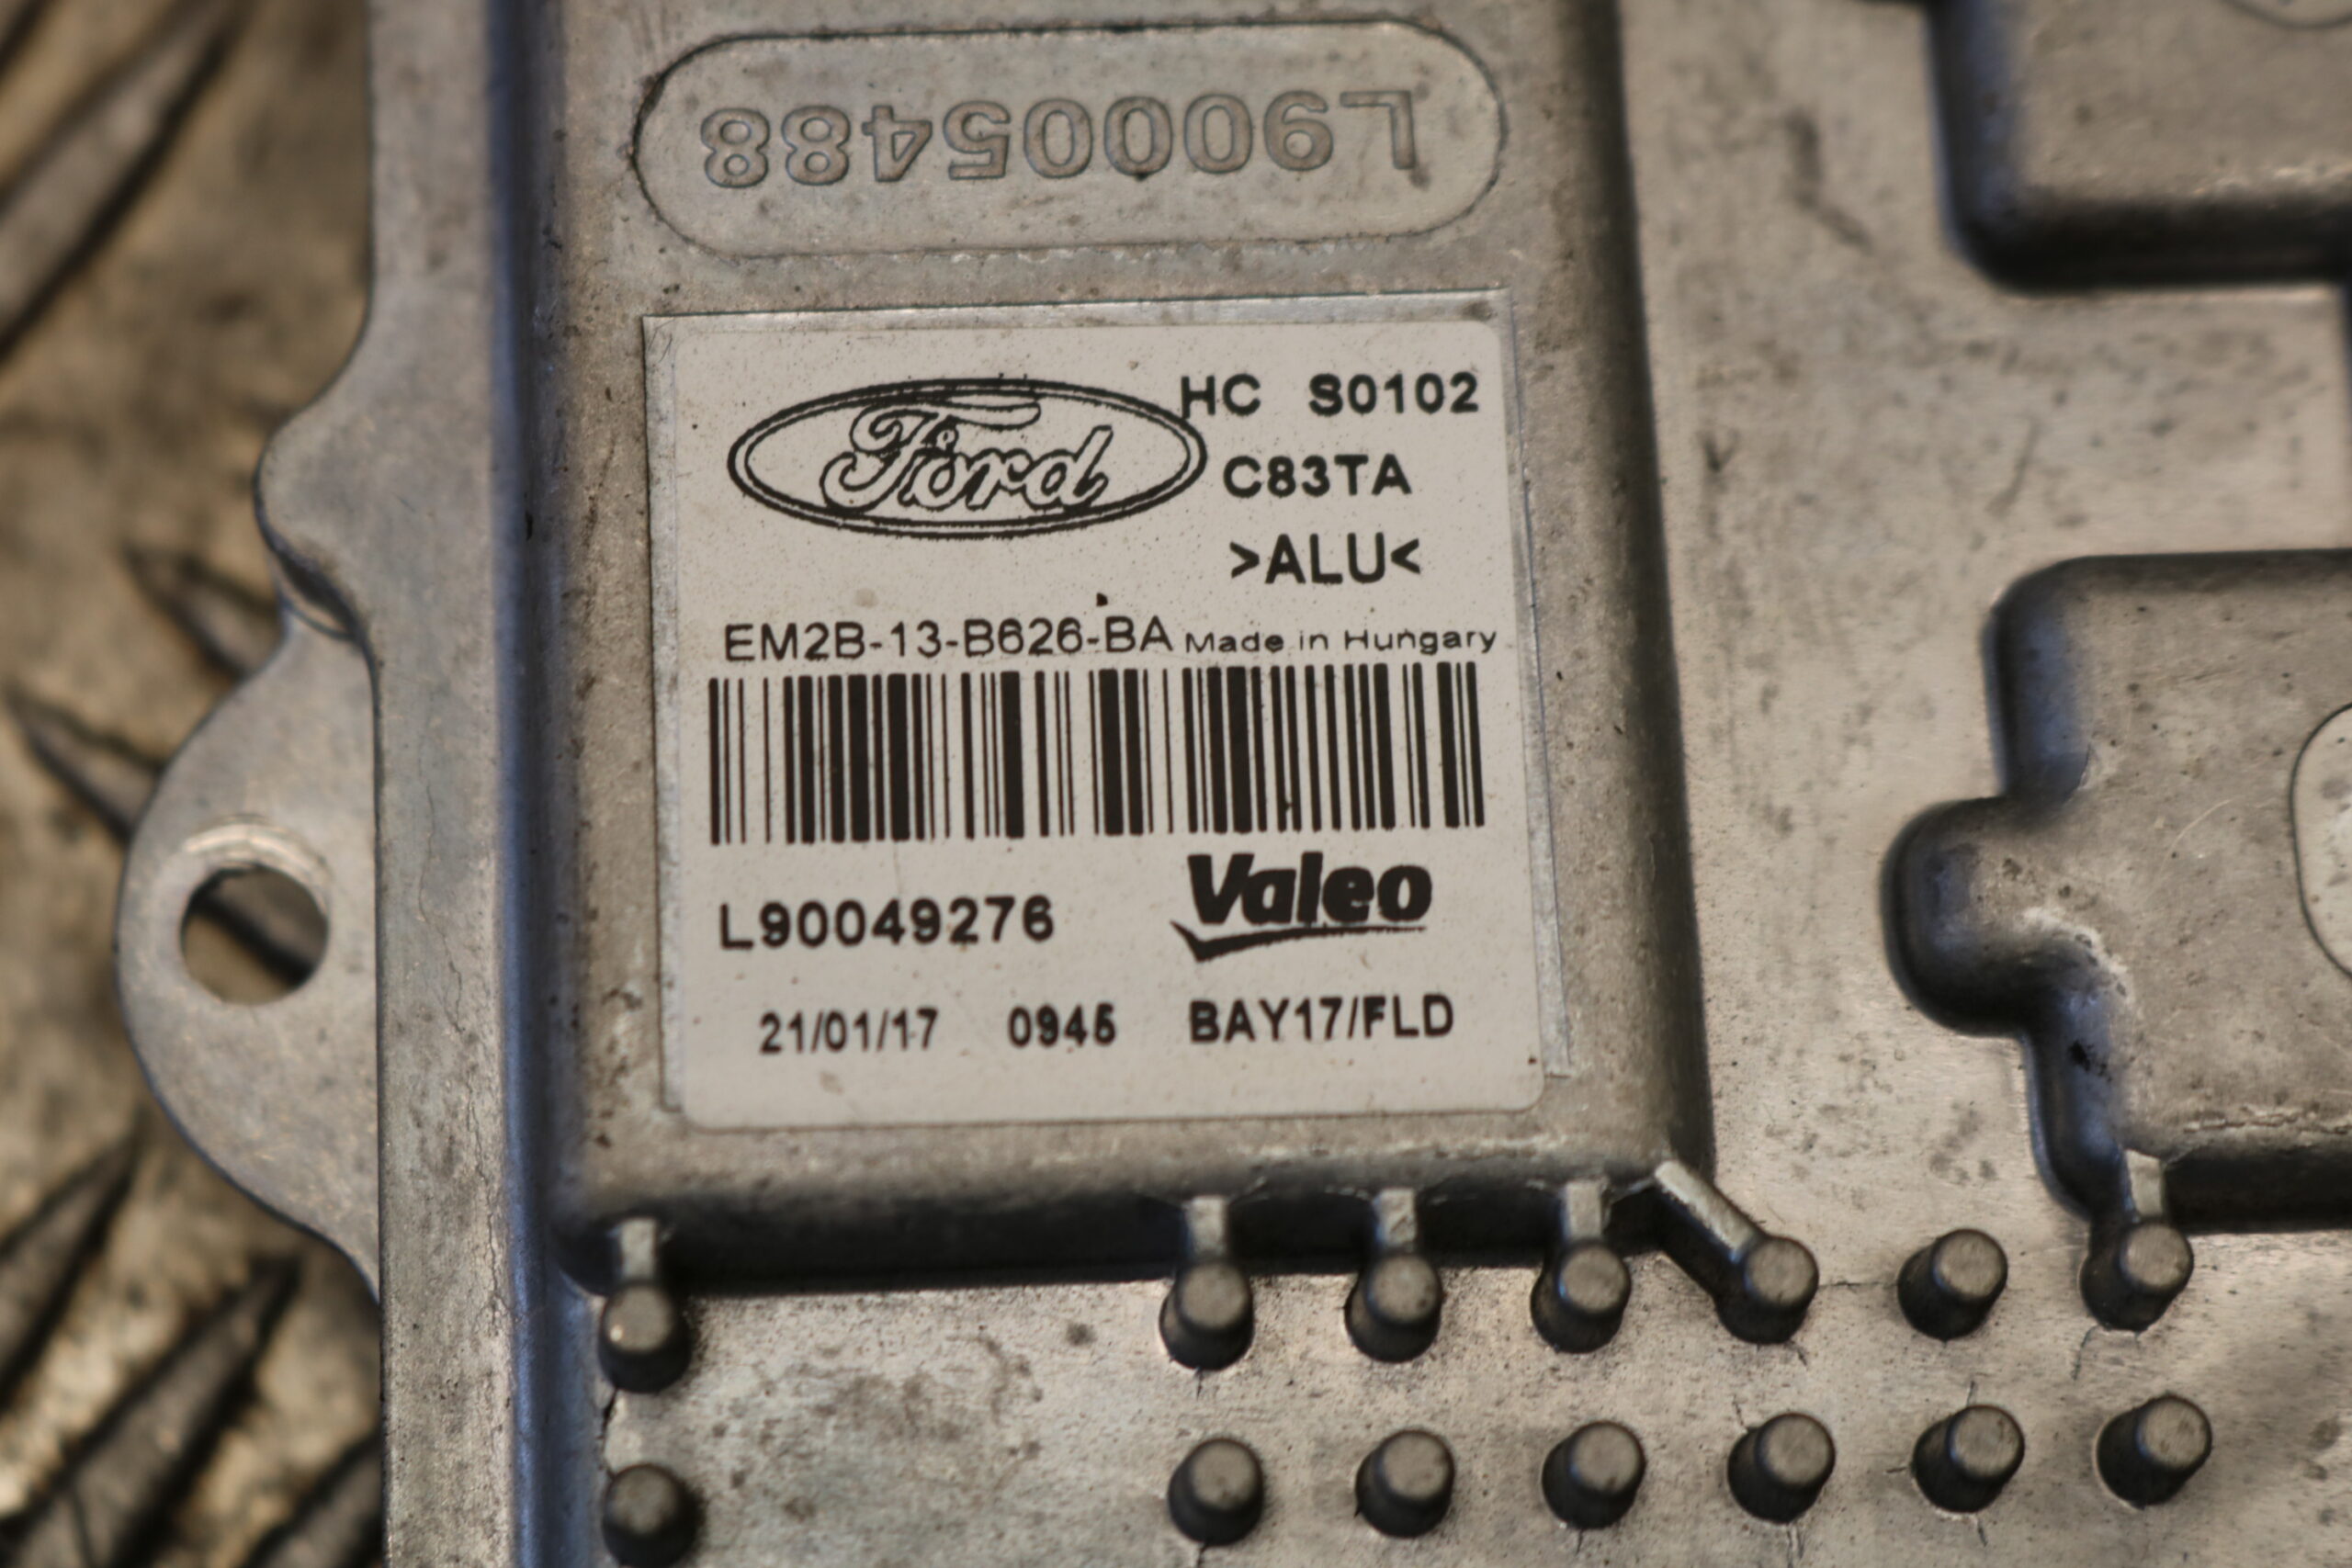 L90005488
Ford
HC S0102
C83TA
>ALU<
EM2B-13-B626-BA Made in Hungary
L90049276
Valeo
21/01/17 0945 BAY17/FLD